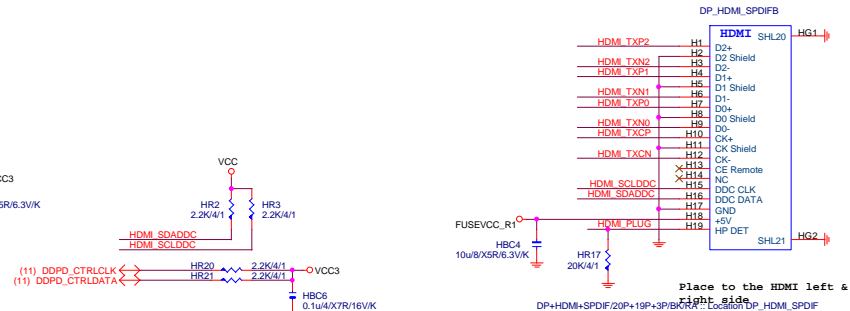 DP_HDMI_SPDIFB
HDMI
SHL20
HG1
HDMI_TXP2
H1
D2+
H2
D2 Shield
HDMI_TXN2
H3
D2-
HDMI_TXP1
H4
D1+
H5
D1 Shield
HDMI_TXN1
H6
D1-
HDMI_TXP0
H7
D0+
H8
D0 Shield
HDMI_TXN0
H9
D0-
HDMI_TXCP
H10
CK+
H11
CK Shield
HDMI_TXCN
H12
CK-
H13
CE Remote
H14
NC
HDMI_SCLDDC
H15
DDC CLK
HDMI_SDADDC
H16
DDC DATA
H17
GND
FUSEVCC_R1
H18
+5V
HDMI_PLUG
H19
HP DET
SHL21
HG2
HBC4
10u/8/X5R/6.3V/K
HR17
20K/4/1
Place to the HDMI left &
right side
DP+HDMI+SPDIF/20P+19P+3P/BK/RA :: Location DP_HDMI_SPDIF
CC3
5R/6.3V/K
VCC
HR2
2.2K/4/1
HR3
2.2K/4/1
HDMI_SDADDC
HDMI_SCLDDC
(11) DDPD_CTRLCLK
HR20
2.2K/4/1
VCC3
(11) DDPD_CTRLDATA
HR21
2.2K/4/1
HBC6
0.1u/4/X7R/16V/K